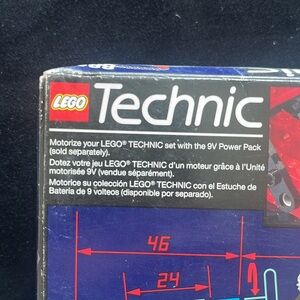 LEGO Technic
Motorize your LEGO® TECHNIC set with the 9V Power Pack
(sold separately).
Dotez votre jeu LEGO® TECHNIC d'un moteur grâce à l'Unité
motorisée 9V (vendue séparément).
Motorice su colección LEGO® TECHNIC con el Estuche de
Batería de 9 volteos (disponible por separado).
46
24